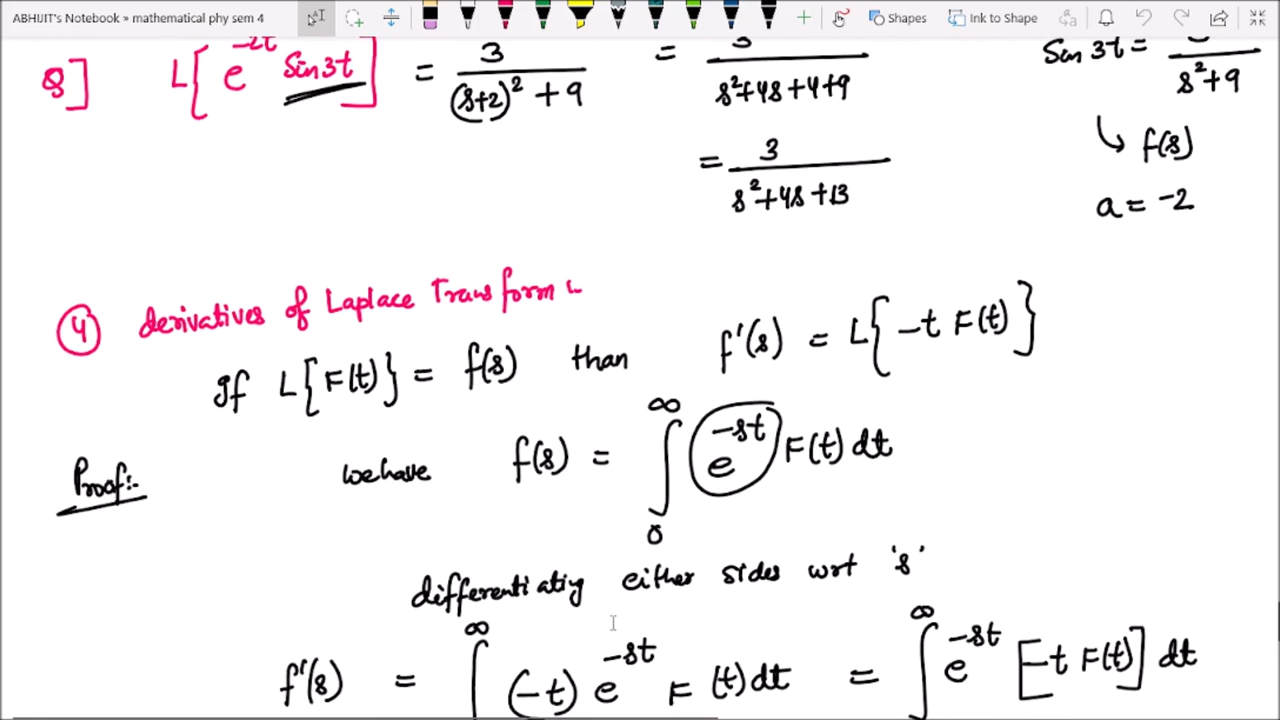 ABHIJIT's Notebook » mathematical phy sem 4
Shapes
Ink to Shape
Q] L{ e^-2t Sin3t } = 3/((s+2)^2 + 9) = 3/(s^2+4s+4+9)
Sin 3t = 3/(s^2+9)
↳ f(s)
= 3/(s^2+4s+13)
a = -2
④ derivatives of Laplace Transform
If L{F(t)} = f(s) than f'(s) = L{-t F(t)}
Proof:- we have f(s) = ∫_0^∞ e^-st F(t) dt
differentiating either sides wrt 's'
f'(s) = ∫^∞ (-t) e^-st F(t) dt = ∫^∞ e^-st [-t F(t)] dt